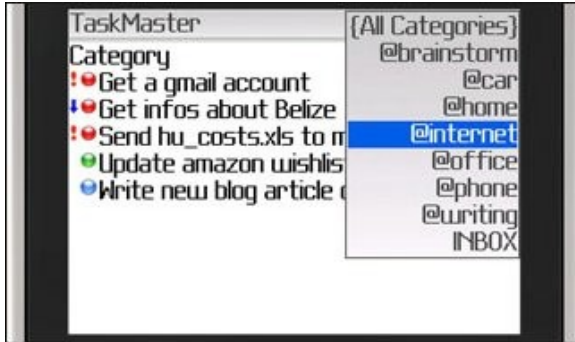 TaskMaster
Category
Get a gmail account
Get infos about Belize
Send hu_costs.xls to
Update amazon
Write new blog article
{All Categories}
@brainstorm
@car
@home
@internet
@office
@phone
@writing
INBOX